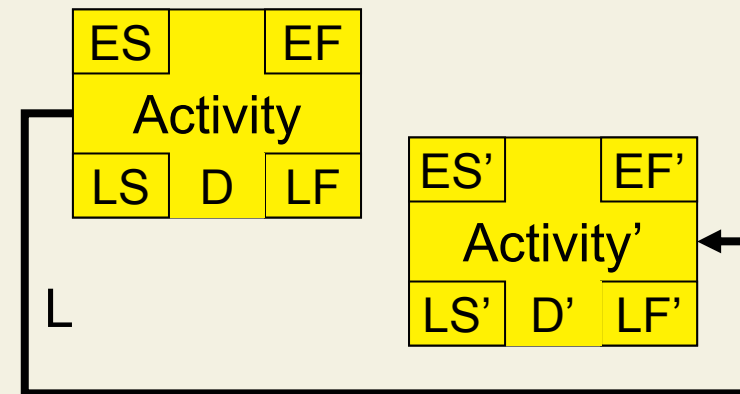 ES EF
Activity
LS D LF
L
ES’ EF’
Activity’
LS’ D’ LF’